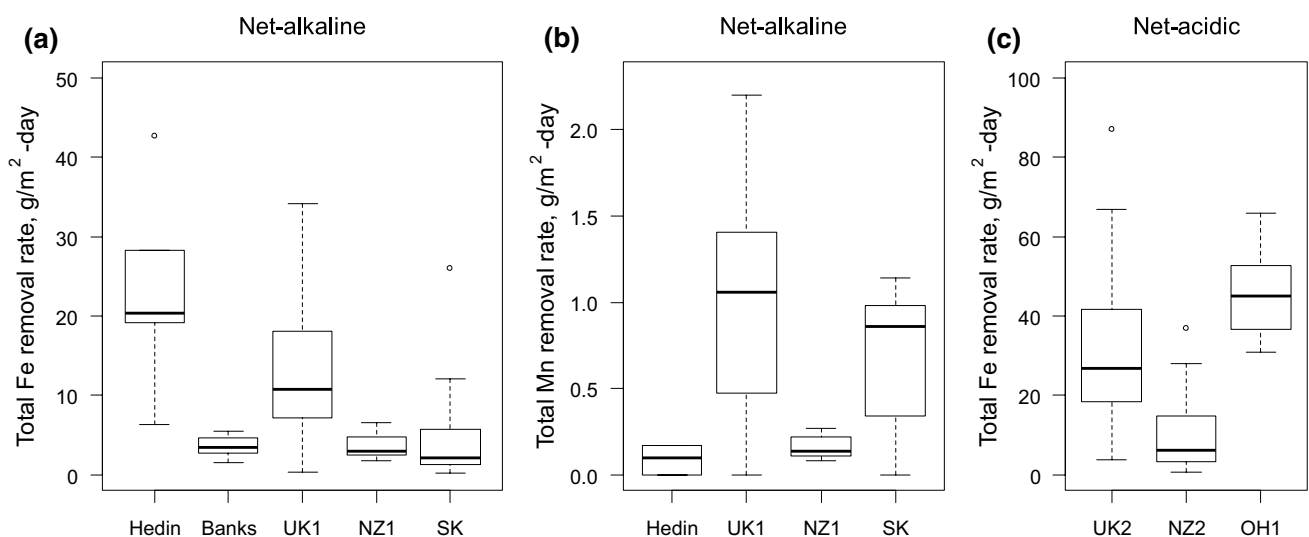 (a)
Net-alkaline
Total Fe removal rate, g/m² -day
50
40
30
20
10
0
Hedin Banks UK1 NZ1 SK
(b)
Net-alkaline
Total Mn removal rate, g/m² -day
2.0
1.5
1.0
0.5
0.0
Hedin UK1 NZ1 SK
(c)
Net-acidic
Total Fe removal rate, g/m² -day
100
80
60
40
20
0
UK2 NZ2 OH1